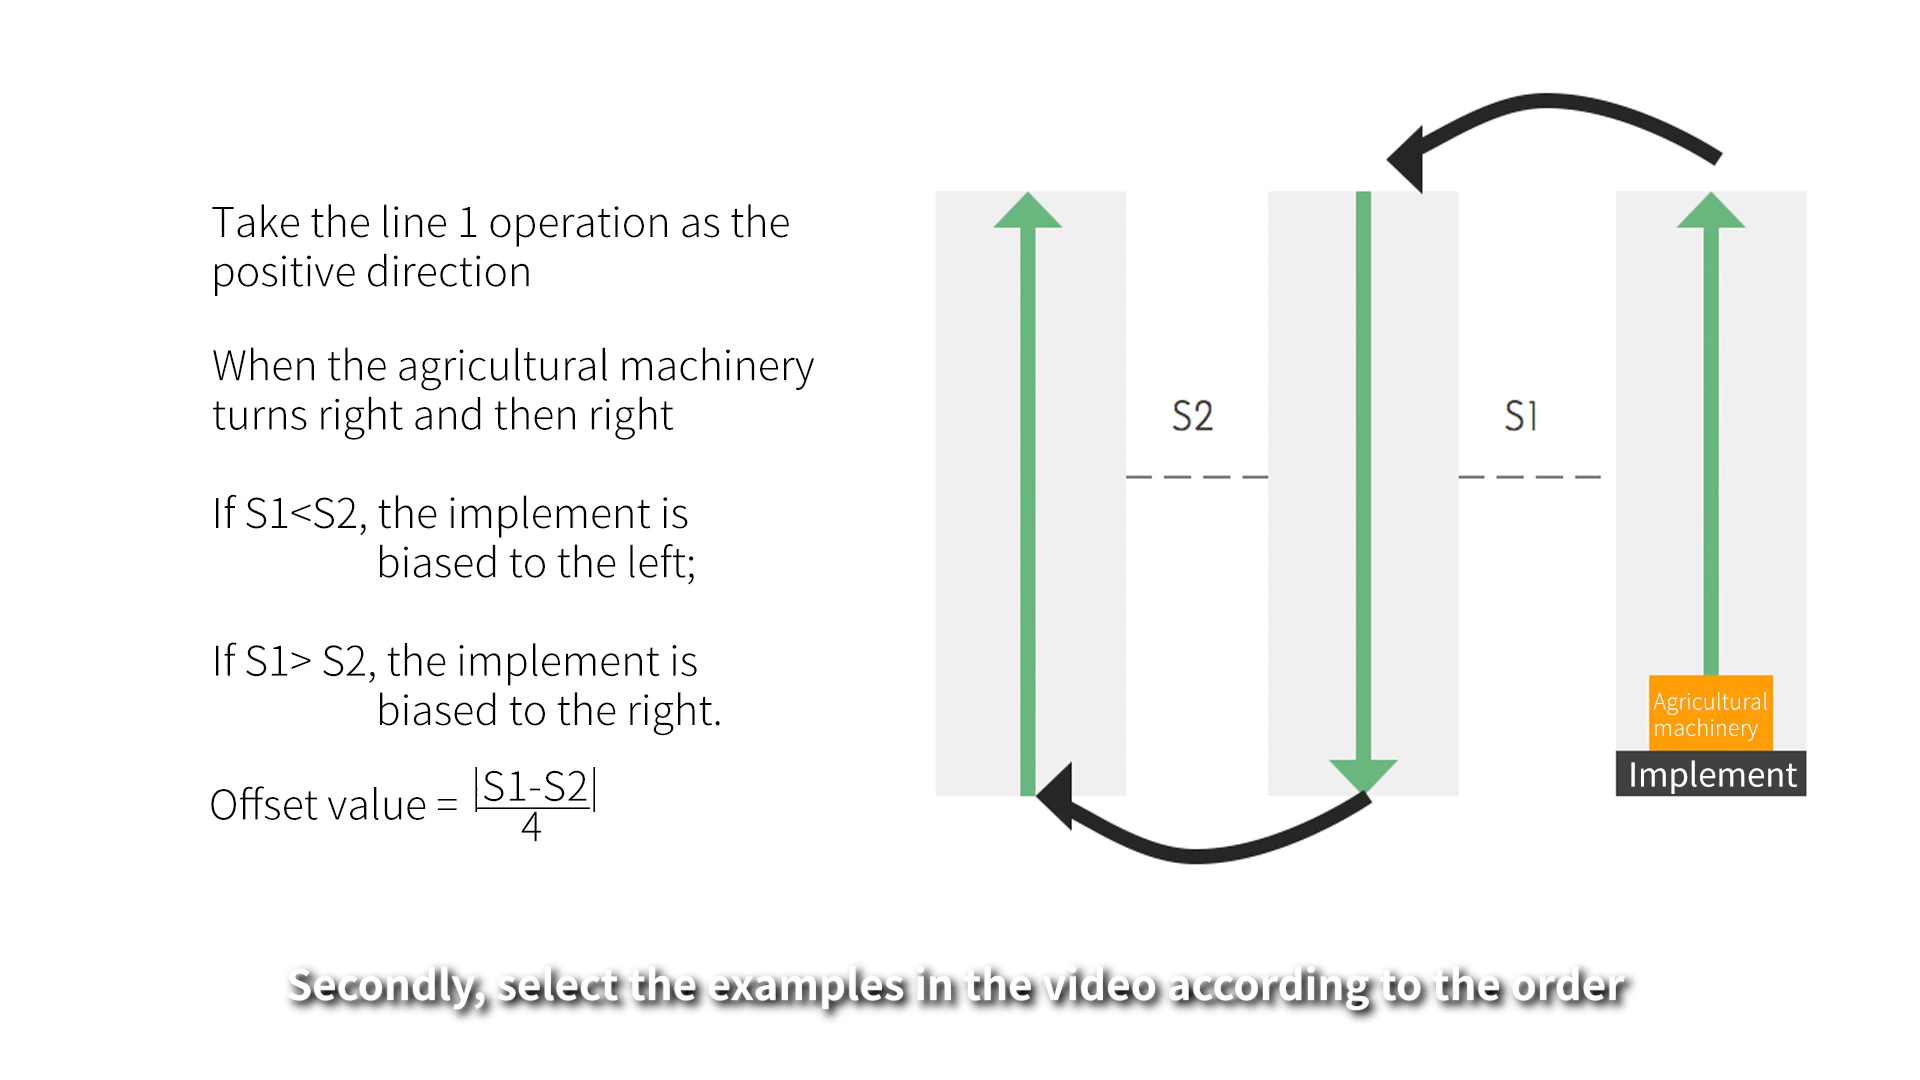 Take the line 1 operation as the
positive direction
When the agricultural machinery
turns right and then right
If S1<S2, the implement is
biased to the left;
If S1> S2, the implement is
biased to the right.
Offset value = |S1-S2|
4
S2
S1
Agricultural
machinery
Implement
Secondly, select the examples in the video according to the order